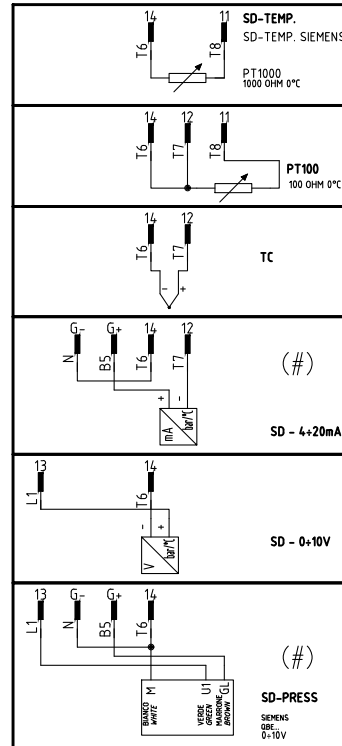 14 11 SD-TEMP.
SD-TEMP. SIEMENS
T6 T8
PT1000
1000 OHM 0°C
14 12 11
T6 T7 T8
PT100
100 OHM 0°C
14 12
T6 T7 TC
- +
G- G+ 14 12
N B5 T6 T7 (#)
+ -
mA bar/°C
SD - 4÷20mA
13 14
L1 T6
- +
V bar/°C
SD - 0÷10V
13 G- G+ 14
L1 N B5 T6 (#)
BIANCO WHITE M VERDE GREEN U1 MARRONE BROWN GL
SD-PRESS
SIEMENS
QBE..
0÷10V